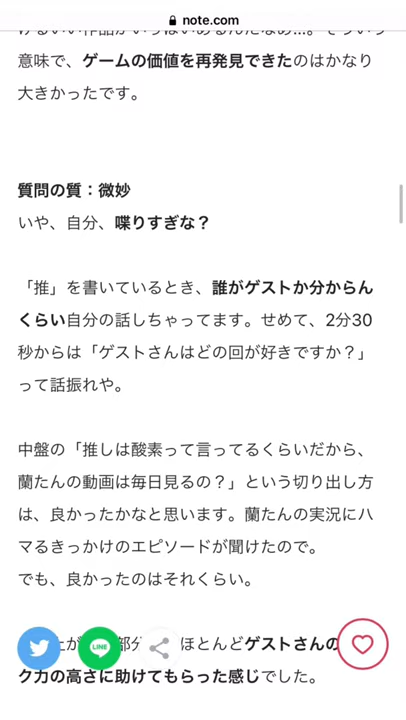 note.com
意味で、ゲームの価値を再発見できたのはかなり
大きかったです。
質問の質：微妙
いや、自分、喋りすぎな？
「推」を書いているとき、誰がゲストか分からん
くらい自分の話しちゃってます。せめて、2分30
秒からは「ゲストさんはどの回が好きですか？」
って話振れや。
中盤の「推しは酸素って言ってるくらいだから、
蘭たんの動画は毎日見るの？」という切り出し方
は、良かったかなと思います。蘭たんの実況にハ
マるきっかけのエピソードが聞けたので。
でも、良かったのはそれくらい。
ほとんどゲストさんの
ク力の高さに助けてもらった感じでした。
LINE